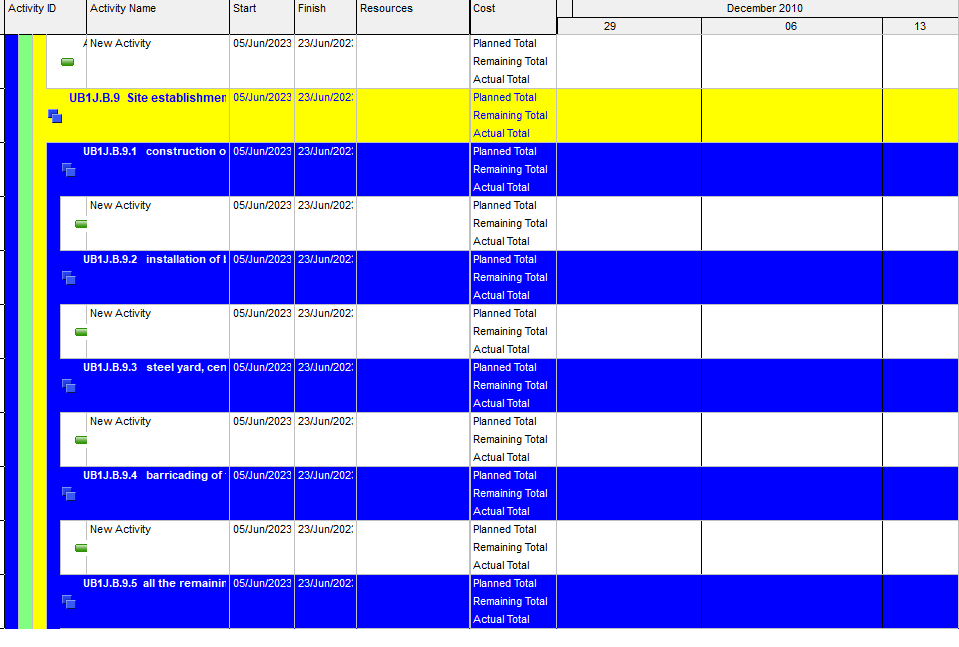 Activity ID Activity Name Start Finish Resources Cost December 2010
29 06 13
New Activity 05/Jun/2023 23/Jun/202 Planned Total
Remaining Total
Actual Total
UB1J.B.9 Site establishmen 05/Jun/2023 23/Jun/202 Planned Total
Remaining Total
Actual Total
UB1J.B.9.1 construction o 05/Jun/2023 23/Jun/202 Planned Total
Remaining Total
Actual Total
New Activity 05/Jun/2023 23/Jun/202 Planned Total
Remaining Total
Actual Total
UB1J.B.9.2 installation of 05/Jun/2023 23/Jun/202 Planned Total
Remaining Total
Actual Total
New Activity 05/Jun/2023 23/Jun/202 Planned Total
Remaining Total
Actual Total
UB1J.B.9.3 steel yard, cen 05/Jun/2023 23/Jun/202 Planned Total
Remaining Total
Actual Total
New Activity 05/Jun/2023 23/Jun/202 Planned Total
Remaining Total
Actual Total
UB1J.B.9.4 barricading of 05/Jun/2023 23/Jun/202 Planned Total
Remaining Total
Actual Total
New Activity 05/Jun/2023 23/Jun/202 Planned Total
Remaining Total
Actual Total
UB1J.B.9.5 all the remainin 05/Jun/2023 23/Jun/202 Planned Total
Remaining Total
Actual Total